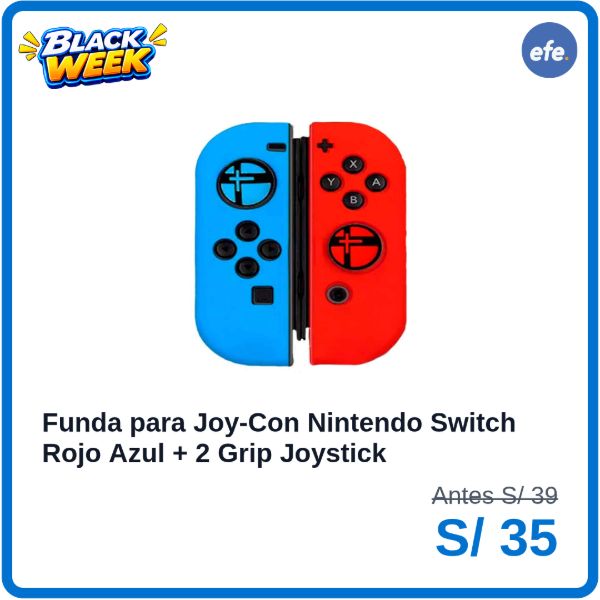 BLACK
WEEK
efe.
X
Y
A
B
Funda para Joy-Con Nintendo Switch
Rojo Azul + 2 Grip Joystick
Antes S/ 39
S/ 35